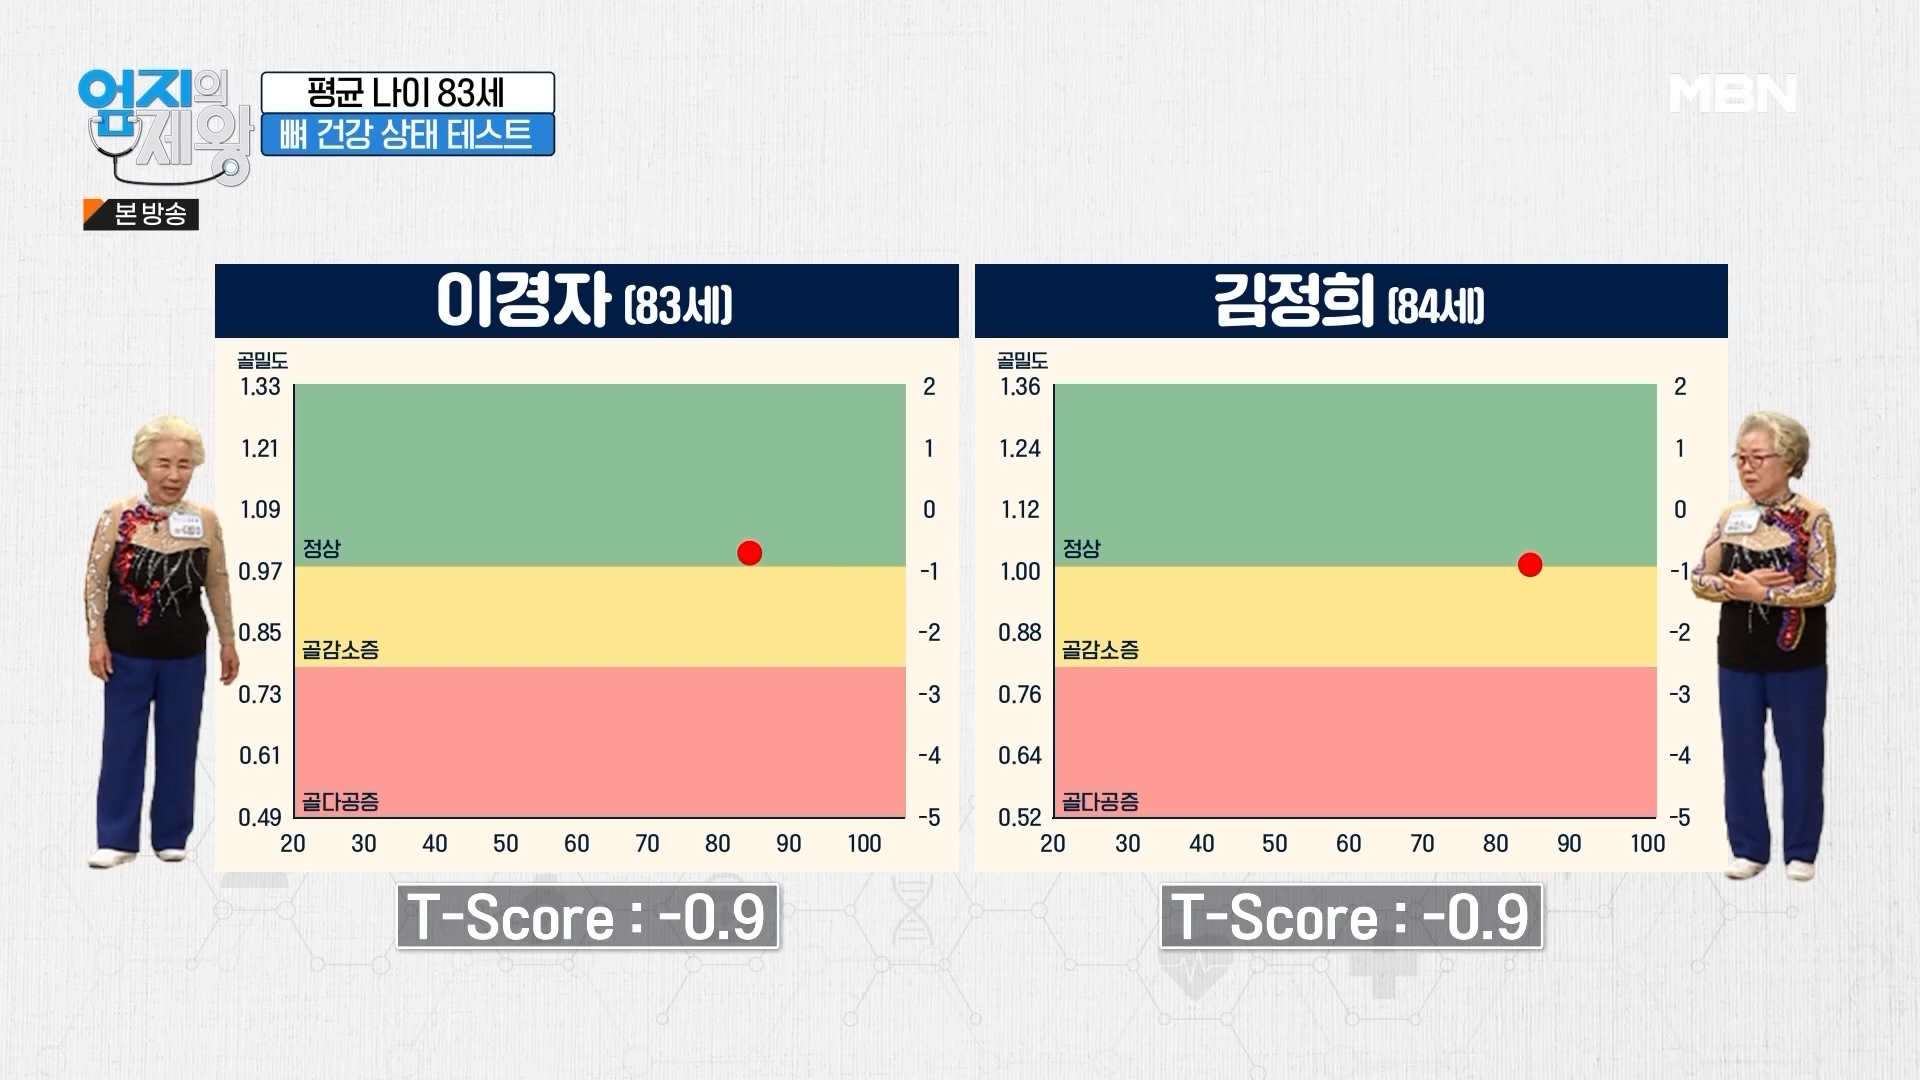 엄지의 제왕
평균 나이 83세
뼈 건강 상태 테스트
MBN
본 방송
이경자 (83세)
골밀도
1.33
1.21
1.09
0.97
0.85
0.73
0.61
0.49
2
1
0
-1
-2
-3
-4
-5
정상
골감소증
골다공증
20 30 40 50 60 70 80 90 100
T-Score : -0.9
김정희 (84세)
골밀도
1.36
1.24
1.12
1.00
0.88
0.76
0.64
0.52
2
1
0
-1
-2
-3
-4
-5
정상
골감소증
골다공증
20 30 40 50 60 70 80 90 100
T-Score : -0.9